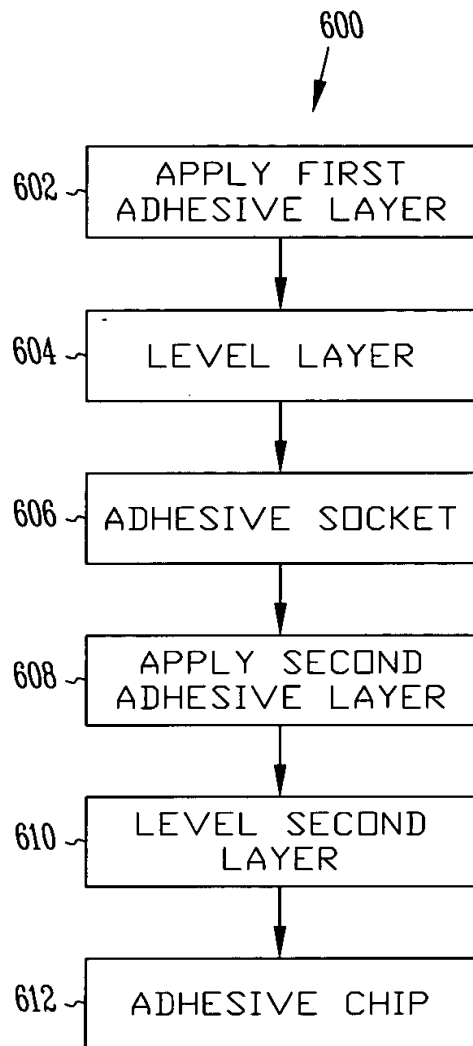 600
602
APPLY FIRST
ADHESIVE LAYER
604
LEVEL LAYER
606
ADHESIVE SOCKET
608
APPLY SECOND
ADHESIVE LAYER
610
LEVEL SECOND
LAYER
612
ADHESIVE CHIP